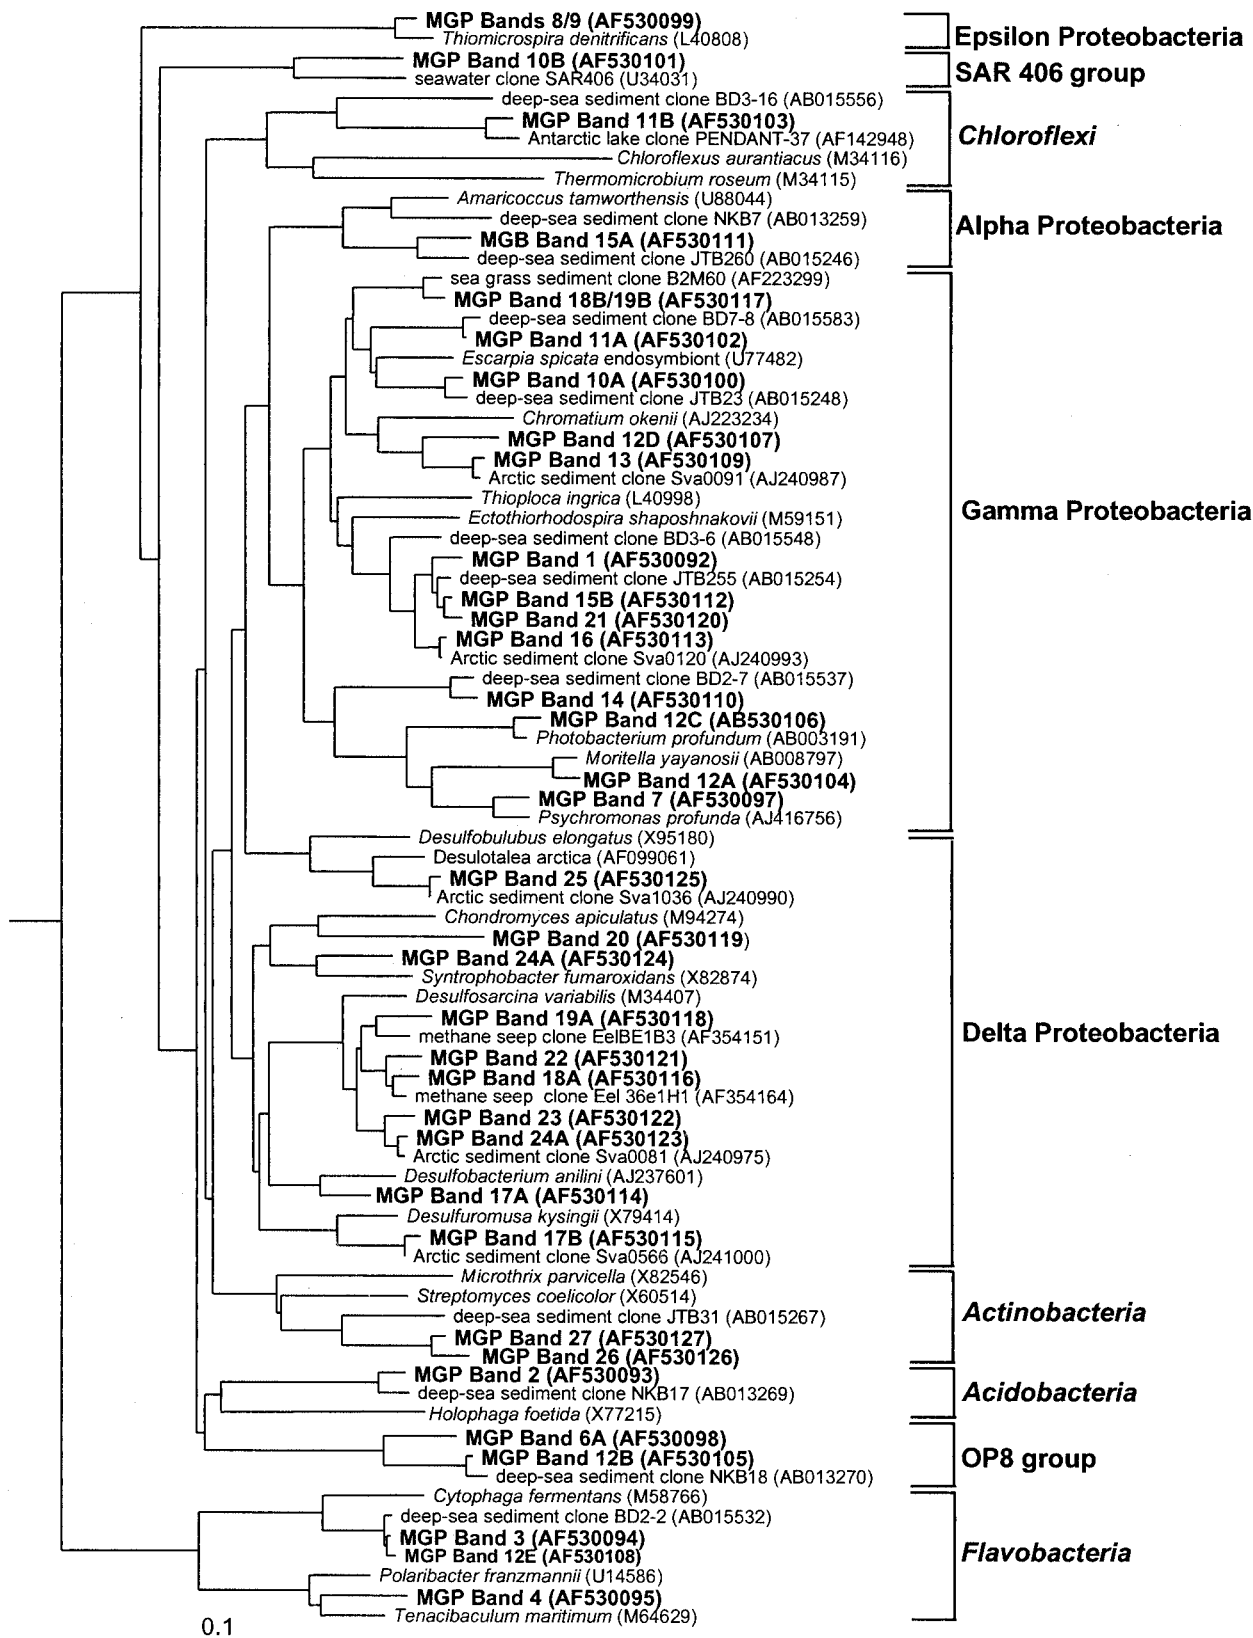 MGP Bands 8/9 (AF530099)
Thiomicrospira denitrificans (L40808)
Epsilon Proteobacteria
MGP Band 10B (AF530101)
seawater clone SAR406 (U34031)
SAR 406 group
deep-sea sediment clone BD3-16 (AB015556)
MGP Band 11B (AF530103)
Antarctic lake clone PENDANT-37 (AF142948)
Chloroflexus aurantiacus (M34116)
Thermomicrobium roseum (M34115)
Chloroflexi
Amaricoccus tamworthensis (U88044)
deep-sea sediment clone NKB7 (AB013259)
MGB Band 15A (AF530111)
deep-sea sediment clone JTB260 (AB015246)
Alpha Proteobacteria
sea grass sediment clone B2M60 (AF223299)
MGP Band 18B/19B (AF530117)
deep-sea sediment clone BD7-8 (AB015583)
MGP Band 11A (AF530102)
Escarpia spicata endosymbiont (U77482)
MGP Band 10A (AF530100)
deep-sea sediment clone JTB23 (AB015248)
Chromatium okenii (AJ223234)
MGP Band 12D (AF530107)
MGP Band 13 (AF530109)
Arctic sediment clone Sva0091 (AJ240987)
Thioploca ingrica (L40998)
Ectothiorhodospira shaposhnakovii (M59151)
deep-sea sediment clone BD3-6 (AB015548)
MGP Band 1 (AF530092)
deep-sea sediment clone JTB255 (AB015254)
MGP Band 15B (AF530112)
MGP Band 21 (AF530120)
MGP Band 16 (AF530113)
Arctic sediment clone Sva0120 (AJ240993)
deep-sea sediment clone BD2-7 (AB015537)
MGP Band 14 (AF530110)
MGP Band 12C (AB530106)
Photobacterium profundum (AB003191)
Moritella yayanosii (AB008797)
MGP Band 12A (AF530104)
MGP Band 7 (AF530097)
Psychromonas profunda (AJ416756)
Gamma Proteobacteria
Desulfobulubus elongatus (X95180)
Desulotalea arctica (AF099061)
MGP Band 25 (AF530125)
Arctic sediment clone Sva1036 (AJ240990)
Chondromyces apiculatus (M94274)
MGP Band 20 (AF530119)
MGP Band 24A (AF530124)
Syntrophobacter fumaroxidans (X82874)
Desulfosarcina variabilis (M34407)
MGP Band 19A (AF530118)
methane seep clone EelBE1B3 (AF354151)
MGP Band 22 (AF530121)
MGP Band 18A (AF530116)
methane seep clone Eel 36e1H1 (AF354164)
MGP Band 23 (AF530122)
MGP Band 24A (AF530123)
Arctic sediment clone Sva0081 (AJ240975)
Desulfobacterium anilini (AJ237601)
MGP Band 17A (AF530114)
Desulfuromusa kysingii (X79414)
MGP Band 17B (AF530115)
Arctic sediment clone Sva0566 (AJ241000)
Delta Proteobacteria
Microthrix parvicella (X82546)
Streptomyces coelicolor (X60514)
deep-sea sediment clone JTB31 (AB015267)
MGP Band 27 (AF530127)
MGP Band 26 (AF530126)
Actinobacteria
MGP Band 2 (AF530093)
deep-sea sediment clone NKB17 (AB013269)
Holophaga foetida (X77215)
Acidobacteria
MGP Band 6A (AF530098)
MGP Band 12B (AF530105)
deep-sea sediment clone NKB18 (AB013270)
OP8 group
Cytophaga fermentans (M58766)
deep-sea sediment clone BD2-2 (AB015532)
MGP Band 3 (AF530094)
MGP Band 12E (AF530108)
Polaribacter franzmannii (U14586)
MGP Band 4 (AF530095)
Tenacibaculum maritimum (M64629)
Flavobacteria
0.1